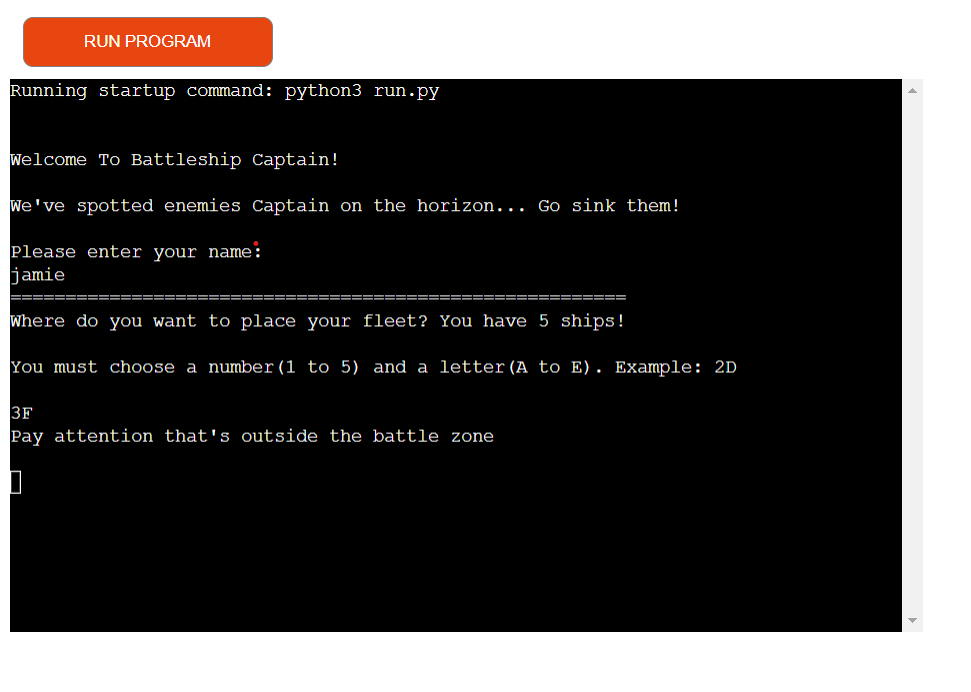 RUN PROGRAM
Running startup command: python3 run.py
Welcome To Battleship Captain!
We've spotted enemies Captain on the horizon... Go sink them!
Please enter your name:
jamie
========================================================
Where do you want to place your fleet? You have 5 ships!
You must choose a number(1 to 5) and a letter(A to E). Example: 2D
3F
Pay attention that's outside the battle zone